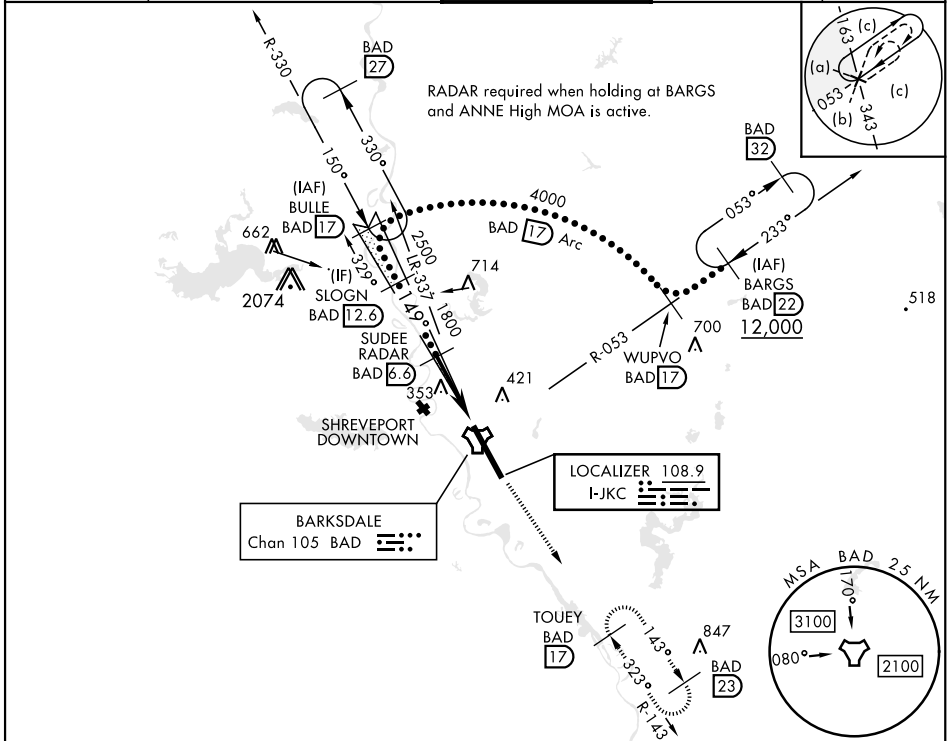 R-330
BAD
27
RADAR required when holding at BARGS
and ANNE High MOA is active.
163
(c)
(a)
(c)
053
(b)
343
150°
330°
(IAF)
BULLE
BAD 17
4000
BAD 17 Arc
BAD
32
053°
233°
(IAF)
BARGS
BAD 22
12,000
662
2074
329°
(IF)
SLOGN
BAD 12.6
2500
LR-337
1800
149°
714
SUDEE
RADAR
BAD 6.6
518
R-053
700
WUPVO
BAD 17
353
421
SHREVEPORT
DOWNTOWN
LOCALIZER 108.9
I-JKC
BARKSDALE
Chan 105 BAD
TOUEY
BAD
17
143°
323°
847
BAD
23
R-143
MSA BAD 25 NM
170°
3100
080°
2100